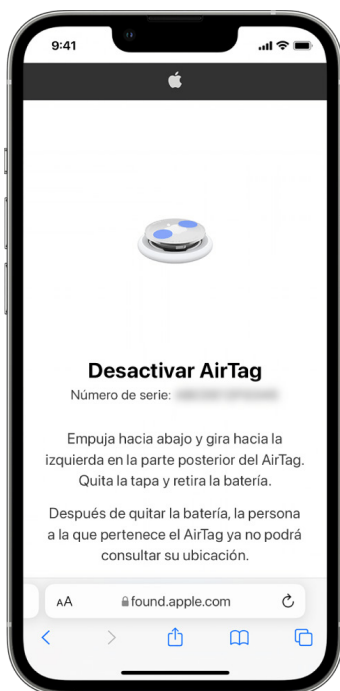 9:41
Desactivar AirTag
Número de serie:
Empuja hacia abajo y gira hacia la
izquierda en la parte posterior del AirTag.
Quita la tapa y retira la batería.
Después de quitar la batería, la persona
a la que pertenece el AirTag ya no podrá
consultar su ubicación.
AA found.apple.com